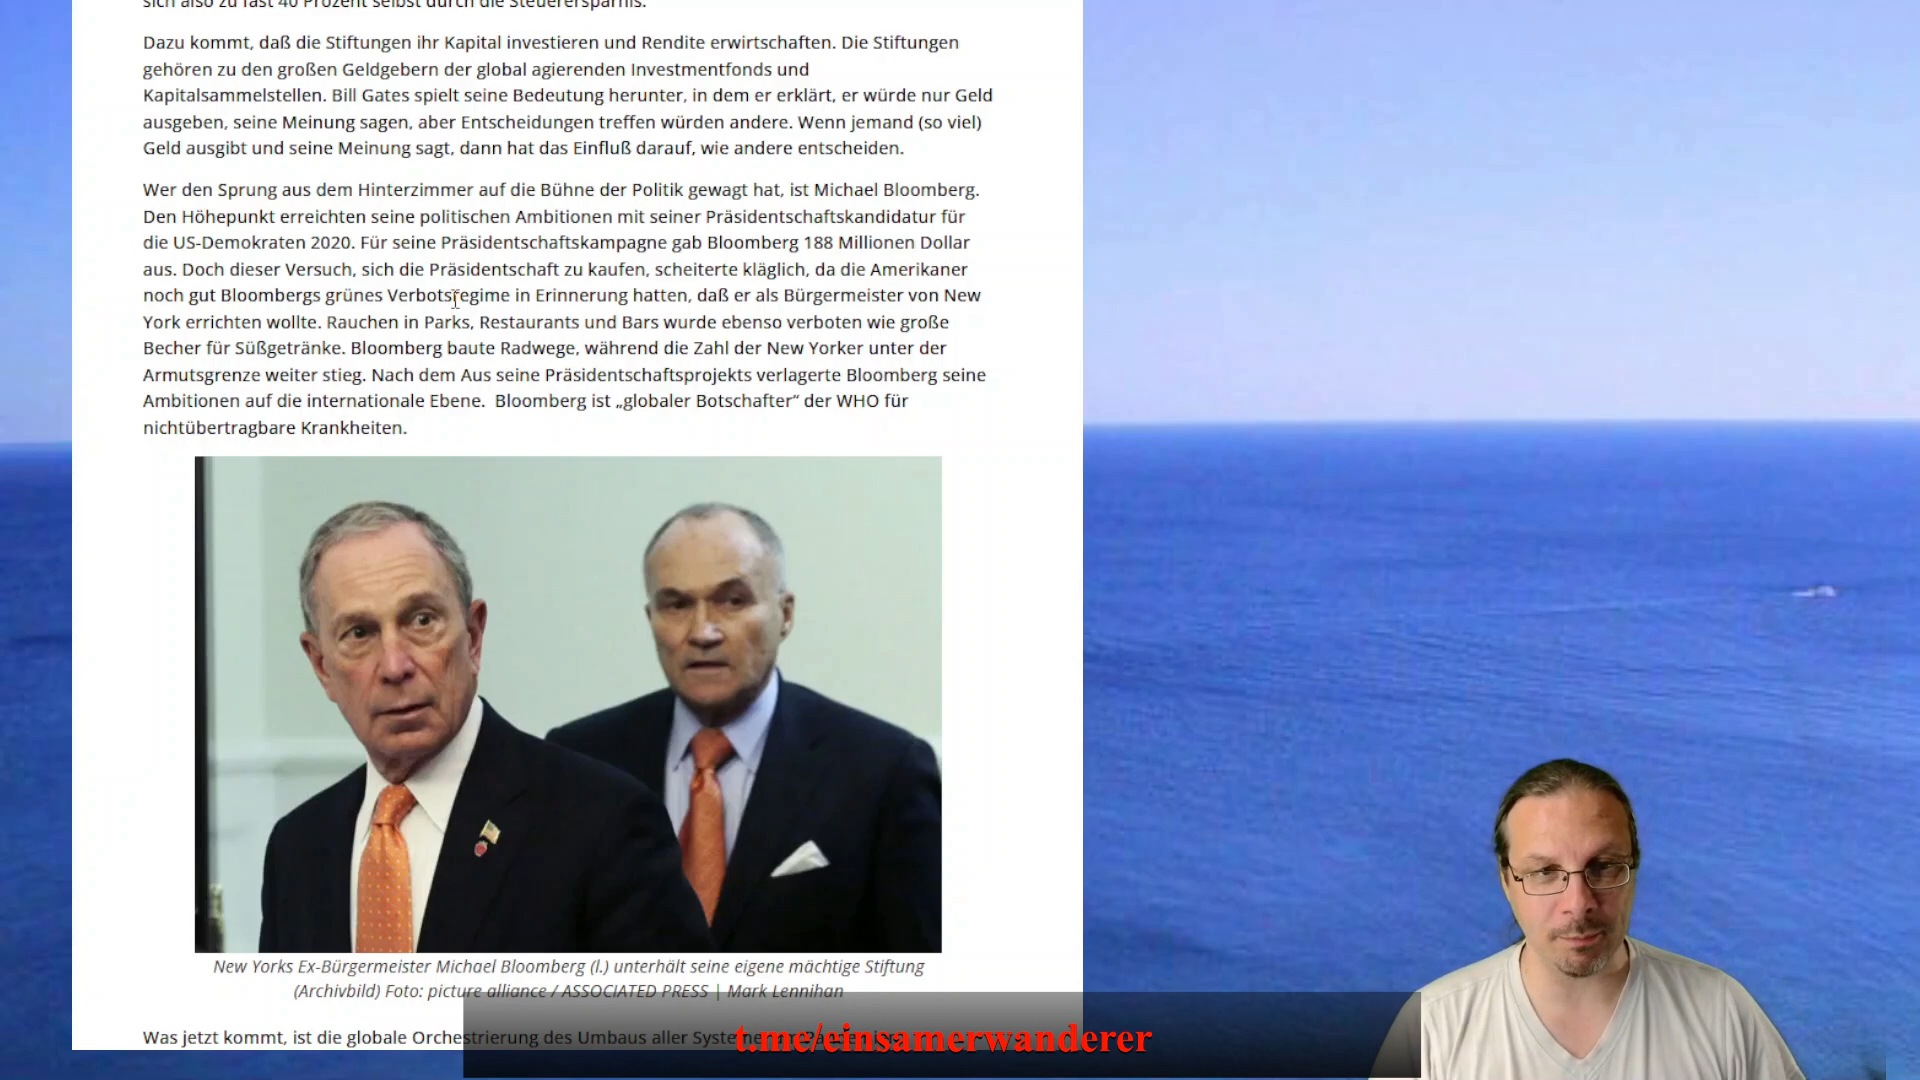 sich also zu fast 40 Prozent selbst durch die Steuerersparnis.
Dazu kommt, daß die Stiftungen ihr Kapital investieren und Rendite erwirtschaften. Die Stiftungen
gehören zu den großen Geldgebern der global agierenden Investmentfonds und
Kapitalsammelstellen. Bill Gates spielt seine Bedeutung herunter, in dem er erklärt, er würde nur Geld
ausgeben, seine Meinung sagen, aber Entscheidungen treffen würden andere. Wenn jemand (so viel)
Geld ausgibt und seine Meinung sagt, dann hat das Einfluß darauf, wie andere entscheiden.
Wer den Sprung aus dem Hinterzimmer auf die Bühne der Politik gewagt hat, ist Michael Bloomberg.
Den Höhepunkt erreichten seine politischen Ambitionen mit seiner Präsidentschaftskandidatur für
die US-Demokraten 2020. Für seine Präsidentschaftskampagne gab Bloomberg 188 Millionen Dollar
aus. Doch dieser Versuch, sich die Präsidentschaft zu kaufen, scheiterte kläglich, da die Amerikaner
noch gut Bloombergs grünes Verbotsregime in Erinnerung hatten, daß er als Bürgermeister von New
York errichten wollte. Rauchen in Parks, Restaurants und Bars wurde ebenso verboten wie große
Becher für Süßgetränke. Bloomberg baute Radwege, während die Zahl der New Yorker unter der
Armutsgrenze weiter stieg. Nach dem Aus seine Präsidentschaftsprojekts verlagerte Bloomberg seine
Ambitionen auf die internationale Ebene.  Bloomberg ist „globaler Botschafter“ der WHO für
nichtübertragbare Krankheiten.
New Yorks Ex-Bürgermeister Michael Bloomberg (l.) unterhält seine eigene mächtige Stiftung
(Archivbild) Foto: picture alliance / ASSOCIATED PRESS | Mark Lennihan
Was jetzt kommt, ist die globale Orchestrierung des Umbaus aller
t.me/einsamerwanderer